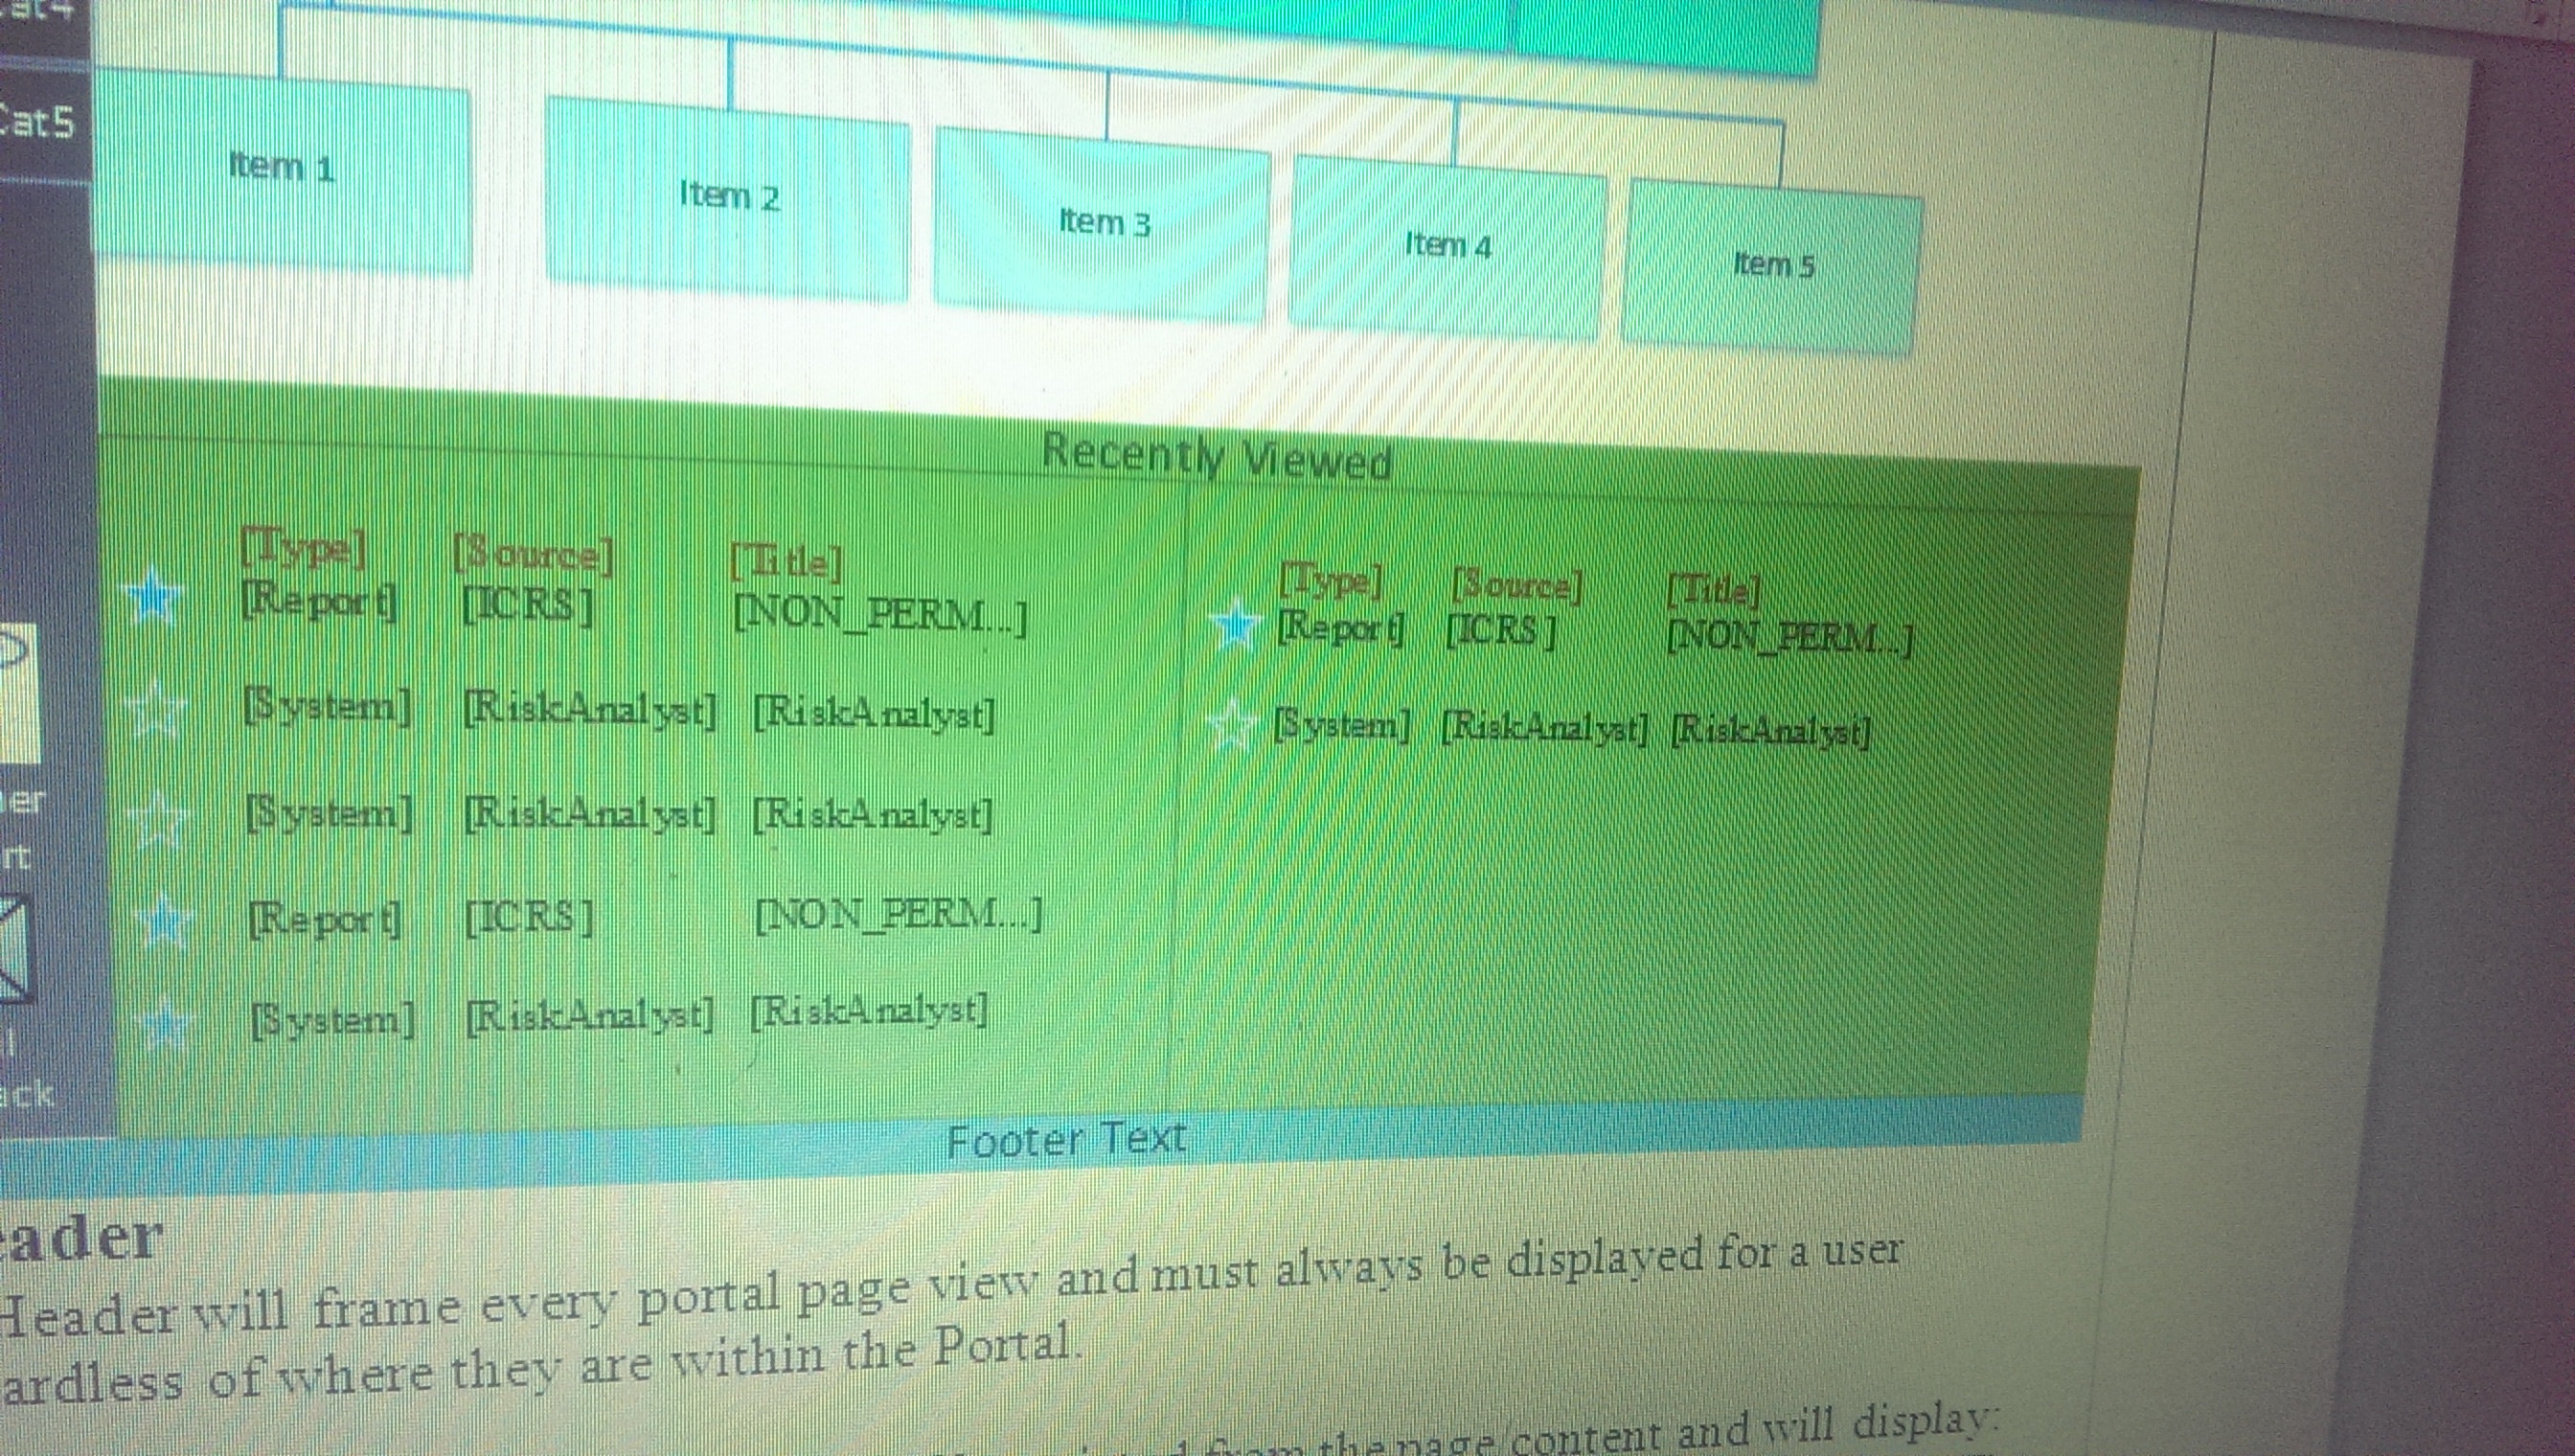 Cat5
Item 1 Item 2 Item 3 Item 4 Item 5
Recently Viewed
[Type] [Source] [Title]
[Report] [ICRS] [NON_PERM...]
[System] [RiskAnalyst] [RiskAnalyst]
[System] [RiskAnalyst] [RiskAnalyst]
[Report] [ICRS] [NON_PERM...]
[System] [RiskAnalyst] [RiskAnalyst]
[Type] [Source] [Title]
[Report] [ICRS] [NON_PERM...]
[System] [RiskAnalyst] [RiskAnalyst]
er
rt
ack
Footer Text
eader
Header will frame every portal page view and must always be displayed for a user
ardless of where they are within the Portal.
from the page content and will display: